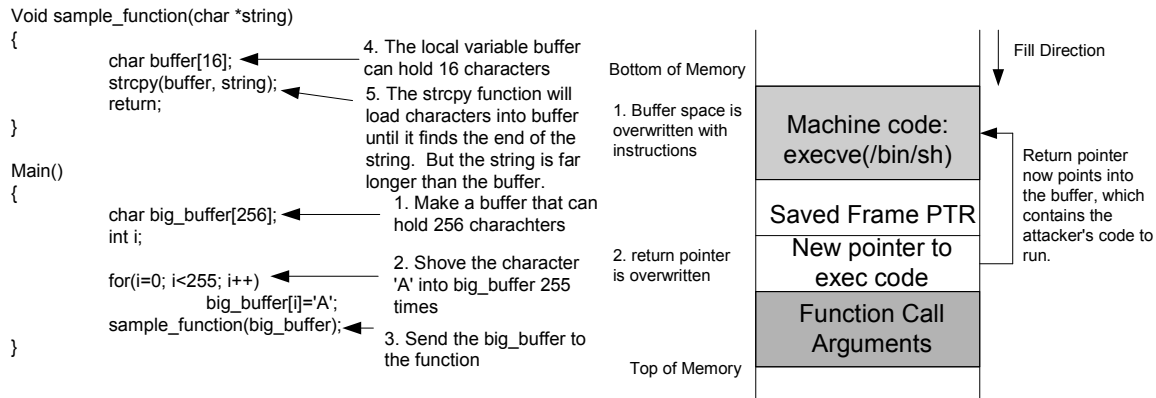 Void sample_function(char *string)
{
char buffer[16];
strcpy(buffer, string);
return;
}
Main()
{
char big_buffer[256];
int i;
for(i=0; i<255; i++)
big_buffer[i]='A';
sample_function(big_buffer);
}
4. The local variable buffer
can hold 16 characters
5. The strcpy function will
load characters into buffer
until it finds the end of the
string. But the string is far
longer than the buffer.
1. Make a buffer that can
hold 256 charachters
2. Shove the character
'A' into big_buffer 255
times
3. Send the big_buffer to
the function
Bottom of Memory
1. Buffer space is
overwritten with
instructions
2. return pointer
is overwritten
Top of Memory
Machine code:
execve(/bin/sh)
Saved Frame PTR
New pointer to
exec code
Function Call
Arguments
Fill Direction
Return pointer
now points into
the buffer, which
contains the
attacker's code to
run.